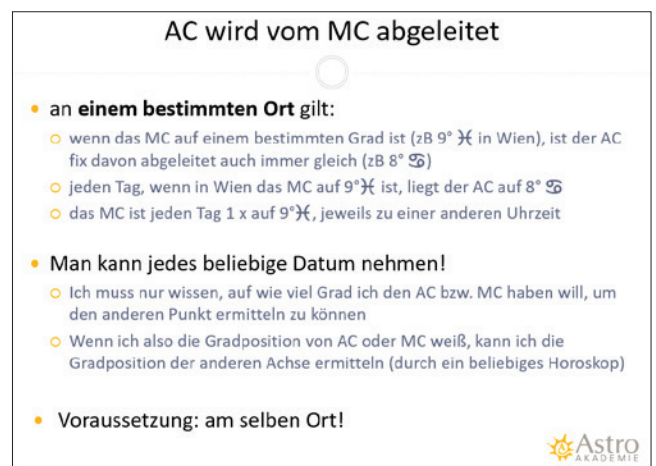 AC wird vom MC abgeleitet
• an einem bestimmten Ort gilt:
○ wenn das MC auf einem bestimmten Grad ist (zB 9° ♓ in Wien), ist der AC
fix davon abgeleitet auch immer gleich (zB 8° ♋)
○ jeden Tag, wenn in Wien das MC auf 9°♓ ist, liegt der AC auf 8° ♋
○ das MC ist jeden Tag 1 x auf 9°♓, jeweils zu einer anderen Uhrzeit
• Man kann jedes beliebige Datum nehmen!
○ Ich muss nur wissen, auf wie viel Grad ich den AC bzw. MC haben will, um
den anderen Punkt ermitteln zu können
○ Wenn ich also die Gradposition von AC oder MC weiß, kann ich die
Gradposition der anderen Achse ermitteln (durch ein beliebiges Horoskop)
• Voraussetzung: am selben Ort!
Astro
AKADEMIE